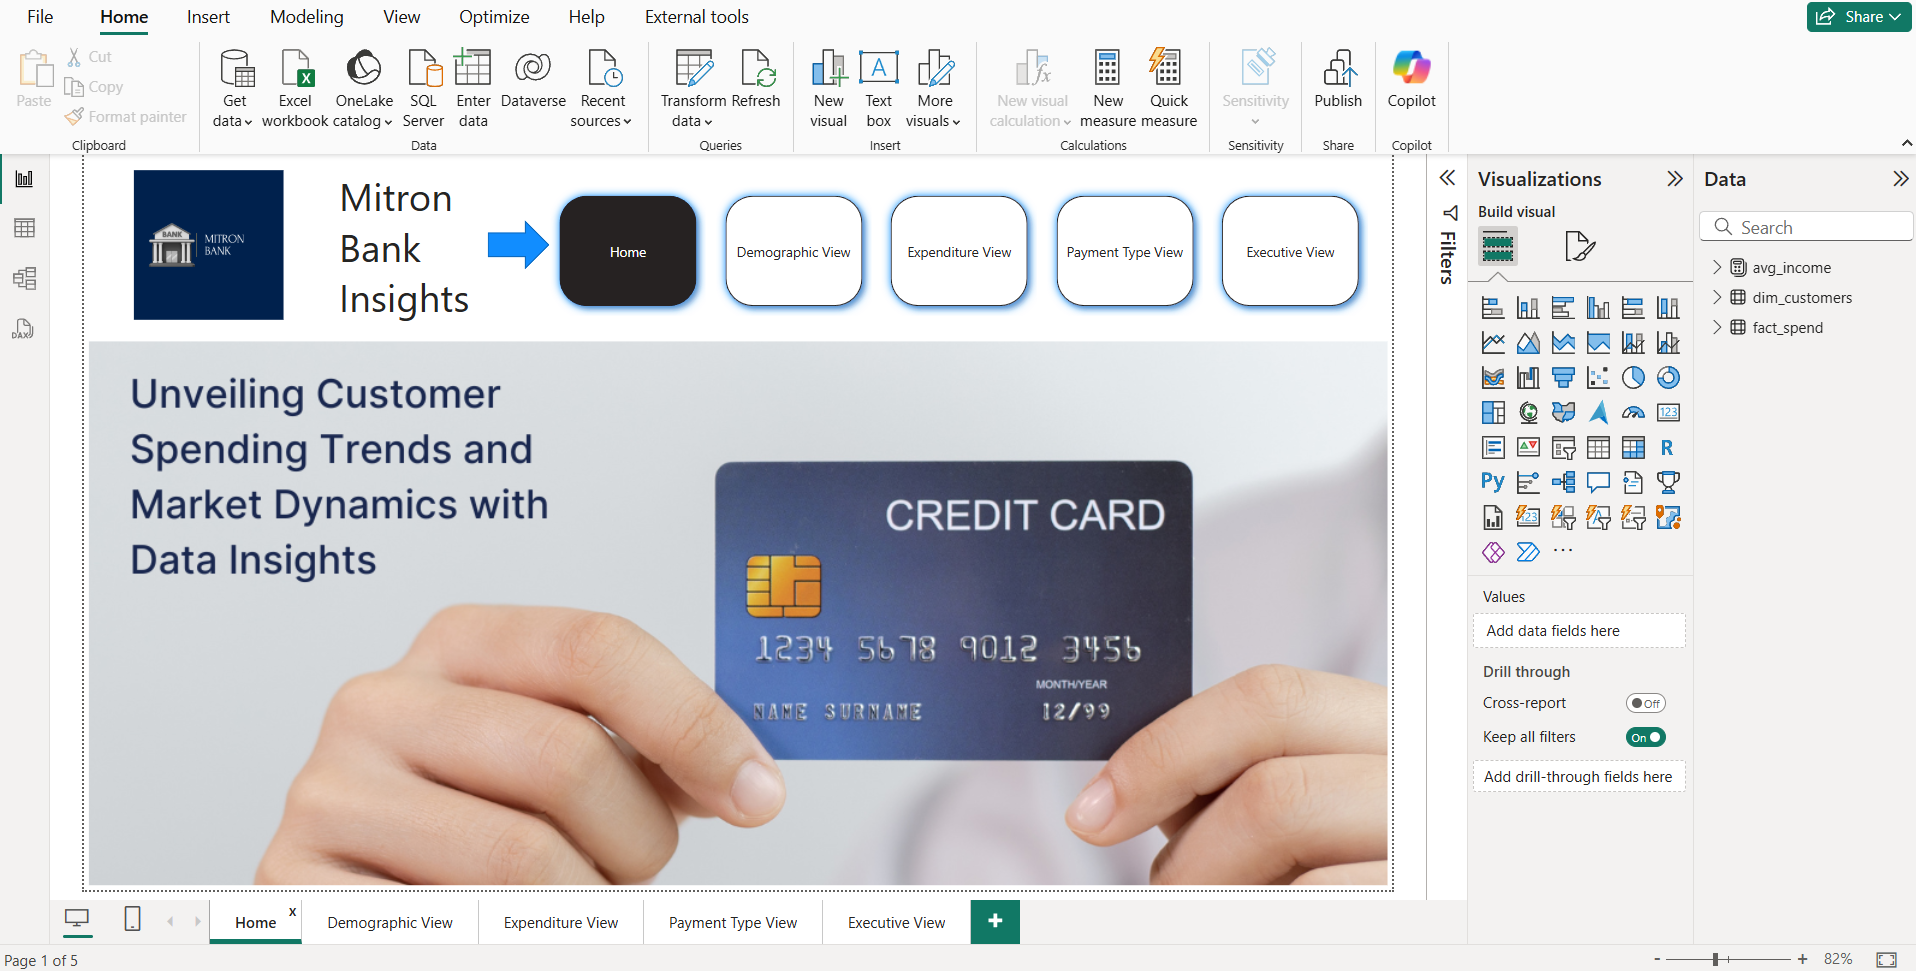 File Home Insert Modeling View Optimize Help External tools Share
Paste
Cut
Copy
Format painter
Clipboard
Get data
Excel workbook
OneLake catalog
SQL Server
Enter data
Dataverse
Recent sources
Data
Transform data
Refresh
Queries
New visual
Text box
More visuals
Insert
New visual calculation
New measure
Quick measure
Calculations
Sensitivity
Sensitivity
Publish
Share
Copilot
Copilot
DAX
BANK
MITRON
BANK
Mitron
Bank
Insights
Home
Demographic View
Expenditure View
Payment Type View
Executive View
Unveiling Customer
Spending Trends and
Market Dynamics with
Data Insights
CREDIT CARD
1234 5678 9012 3456
MONTH/YEAR
NAME SURNAME 12/99
Filters
Visualizations
Build visual
123
R
Py
123
Values
Add data fields here
Drill through
Cross-report Off
Keep all filters On
Add drill-through fields here
Data
Search
avg_income
dim_customers
fact_spend
Home x
Demographic View
Expenditure View
Payment Type View
Executive View
+
Page 1 of 5
- + 82%